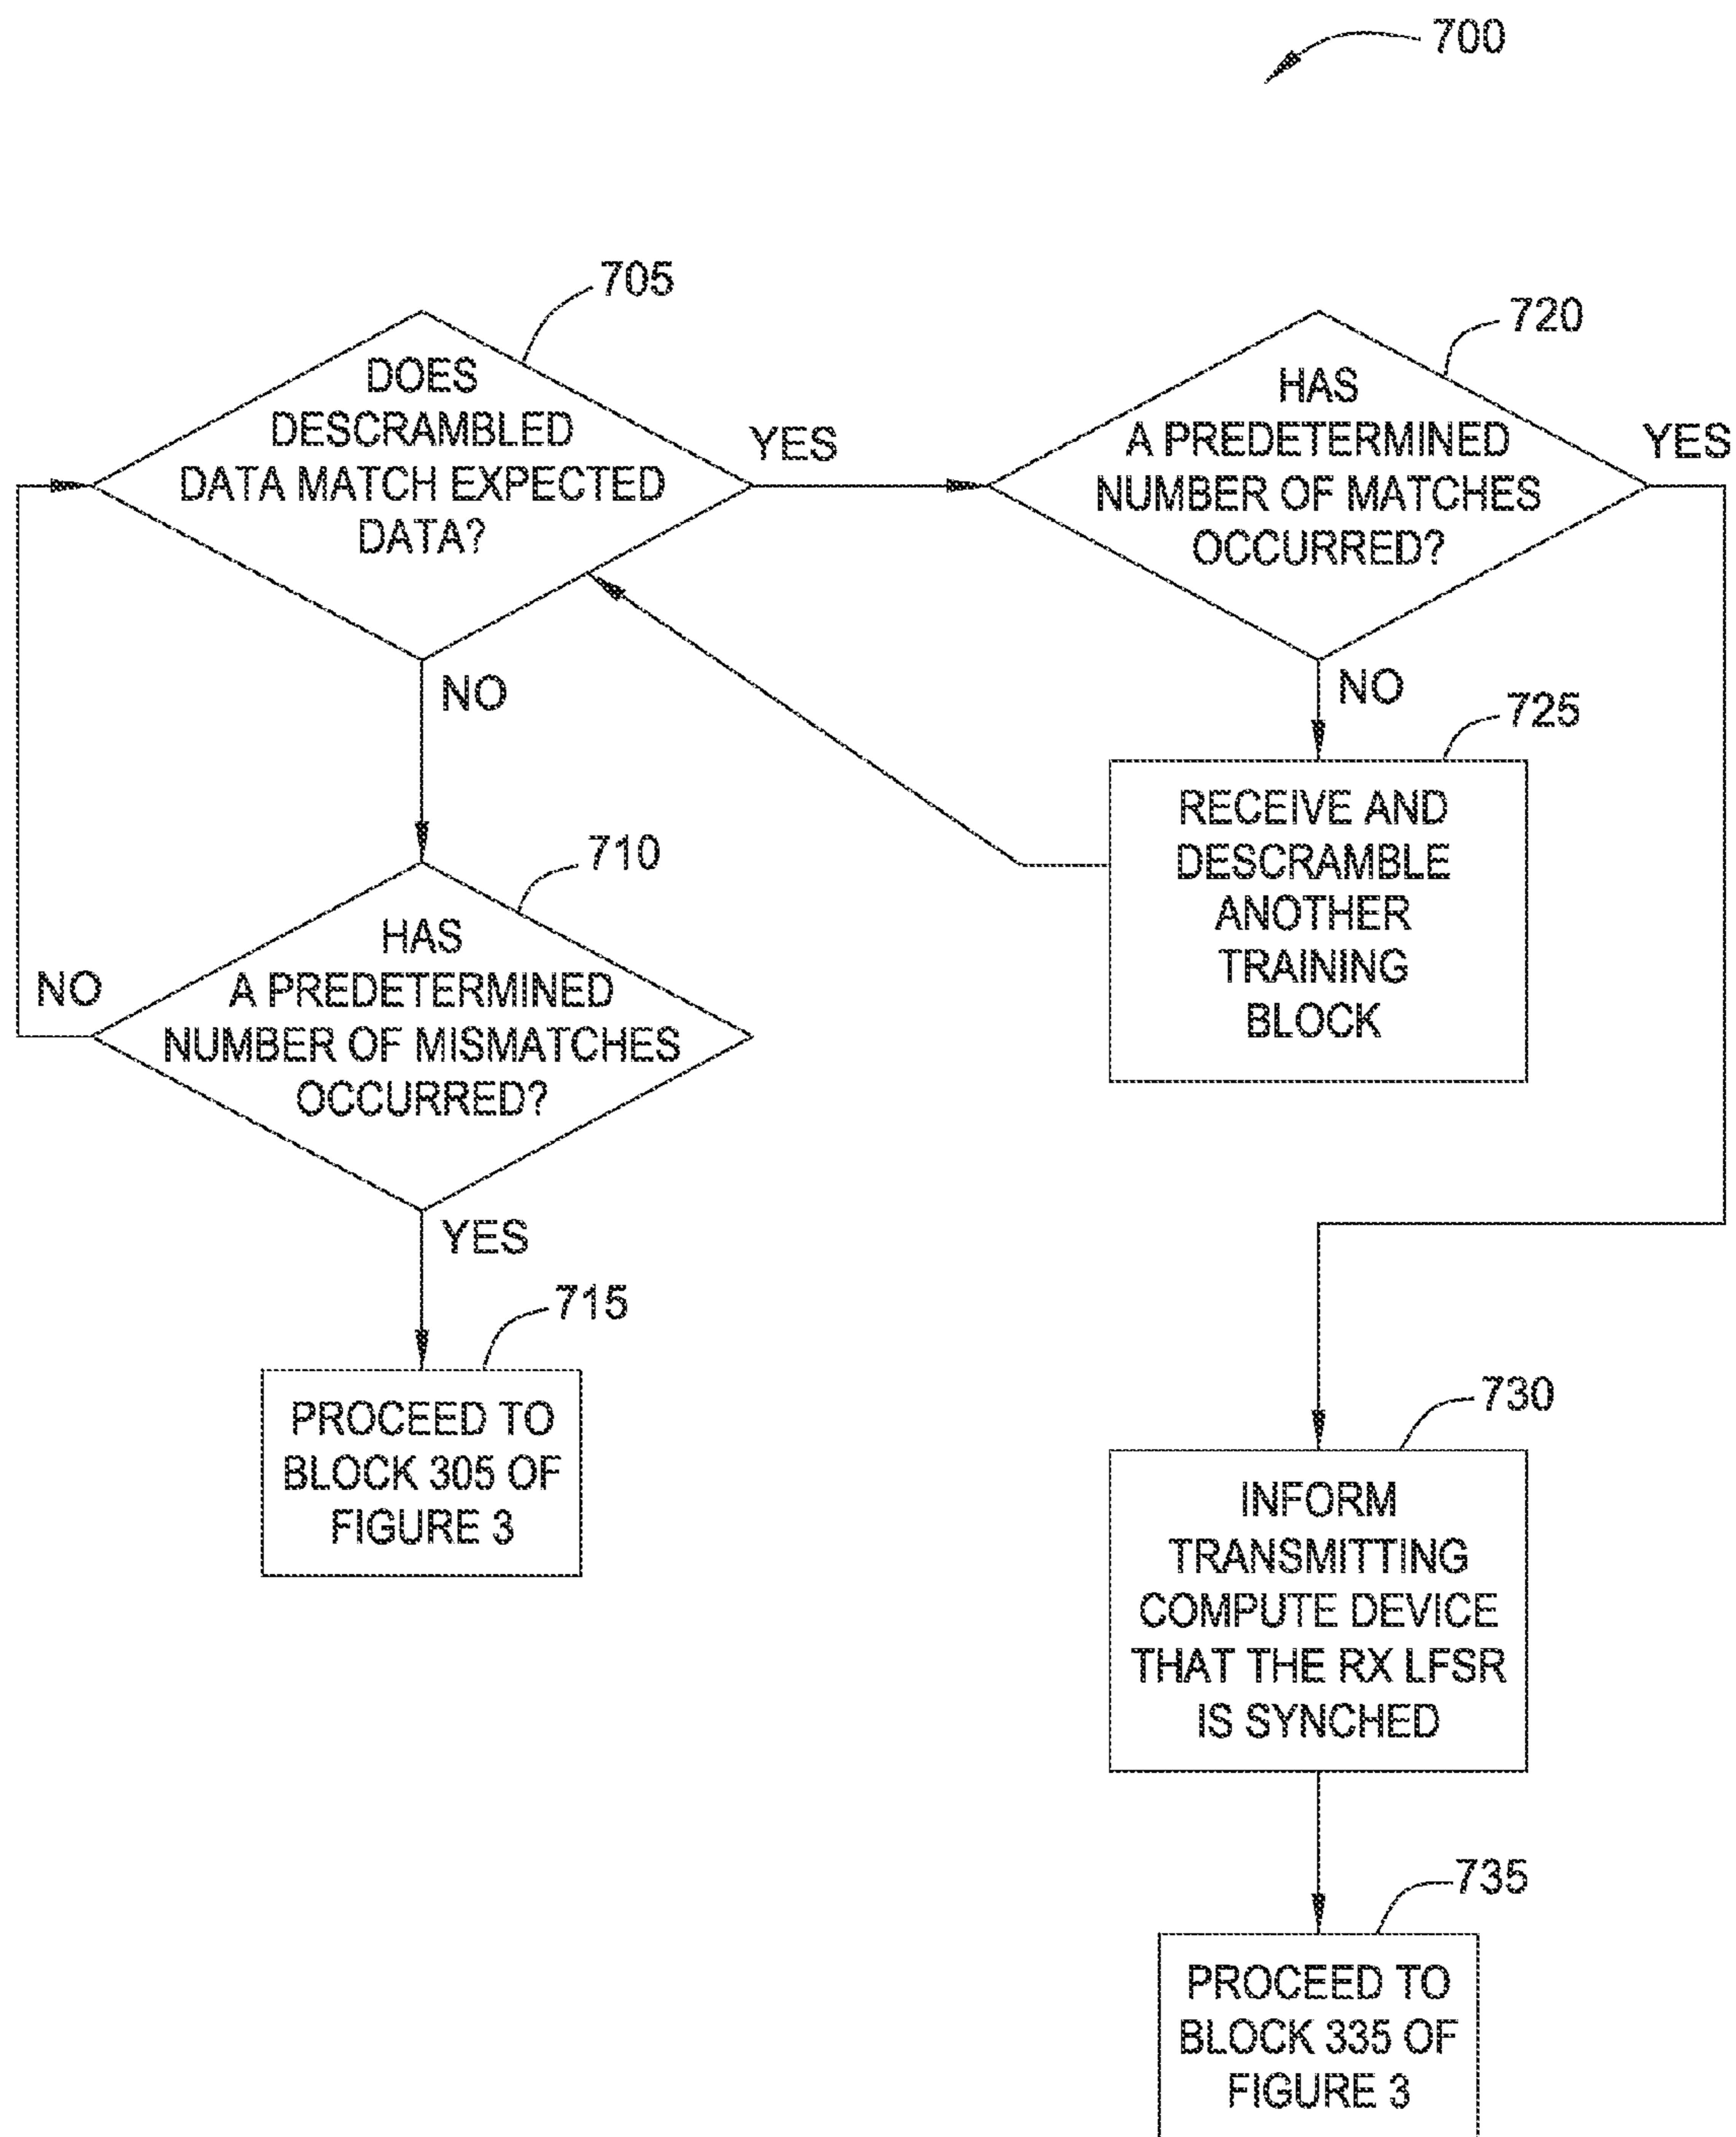 700
705
DOES
DESCRAMBLED
DATA MATCH EXPECTED
DATA?
YES
NO
720
HAS
A PREDETERMINED
NUMBER OF MATCHES
OCCURRED?
YES
NO
725
RECEIVE AND
DESCRAMBLE
ANOTHER
TRAINING
BLOCK
710
HAS
A PREDETERMINED
NUMBER OF MISMATCHES
OCCURRED?
NO
YES
715
PROCEED TO
BLOCK 305 OF
FIGURE 3
730
INFORM
TRANSMITTING
COMPUTE DEVICE
THAT THE RX LFSR
IS SYNCHED
735
PROCEED TO
BLOCK 335 OF
FIGURE 3